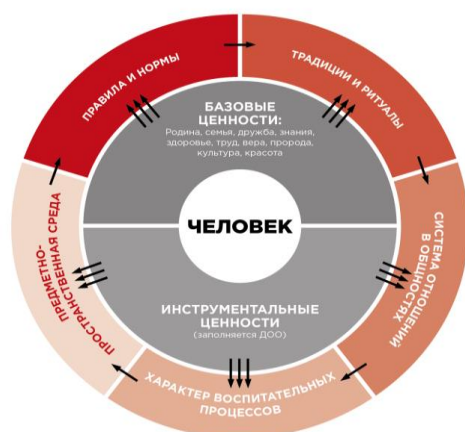 ПРАВИЛА И НОРМЫ
ТРАДИЦИИ И РИТУАЛЫ
БАЗОВЫЕ
ЦЕННОСТИ:
Родина, семья, дружба, знания,
здоровье, труд, вера, пророда,
культура, красота
ЧЕЛОВЕК
ПРЕДМЕТНО-
ПРОСТРАНСТВЕННАЯ СРЕДА
СИСТЕМА ОТНОШЕНИЙ
В ОБЩНОСТЯХ
ИНСТРУМЕНТАЛЬНЫЕ
ЦЕННОСТИ
(заполняется ДОО)
ХАРАКТЕР ВОСПИТАТЕЛЬНЫХ
ПРОЦЕССОВ